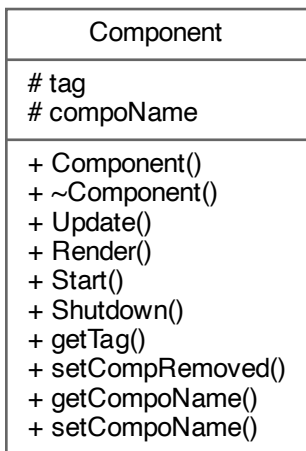 Component
# tag
# compoName
+ Component()
+ ~Component()
+ Update()
+ Render()
+ Start()
+ Shutdown()
+ getTag()
+ setCompRemoved()
+ getCompoName()
+ setCompoName()